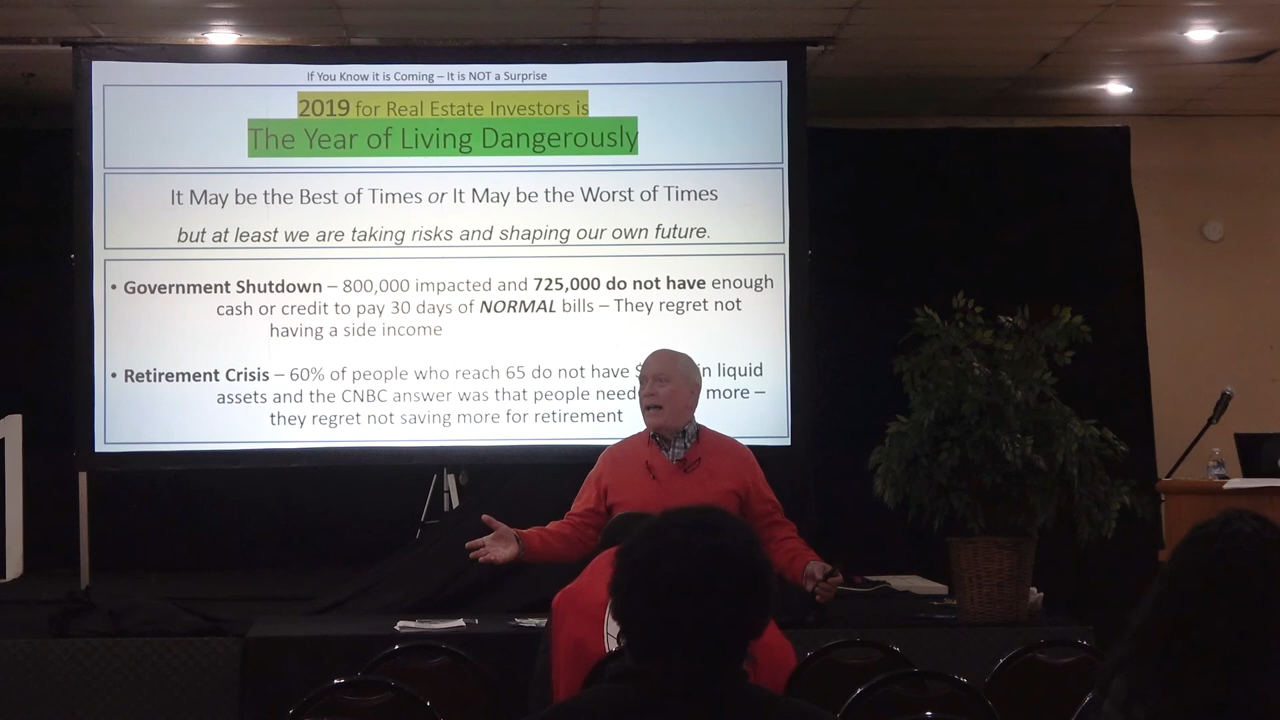 If You Know it is Coming – It is NOT a Surprise
2019 for Real Estate Investors is
The Year of Living Dangerously
It May be the Best of Times or It May be the Worst of Times
but at least we are taking risks and shaping our own future.
• Government Shutdown – 800,000 impacted and 725,000 do not have enough
cash or credit to pay 30 days of NORMAL bills – They regret not
having a side income
• Retirement Crisis – 60% of people who reach 65 do not have liquid
assets and the CNBC answer was that people need more –
they regret not saving more for retirement